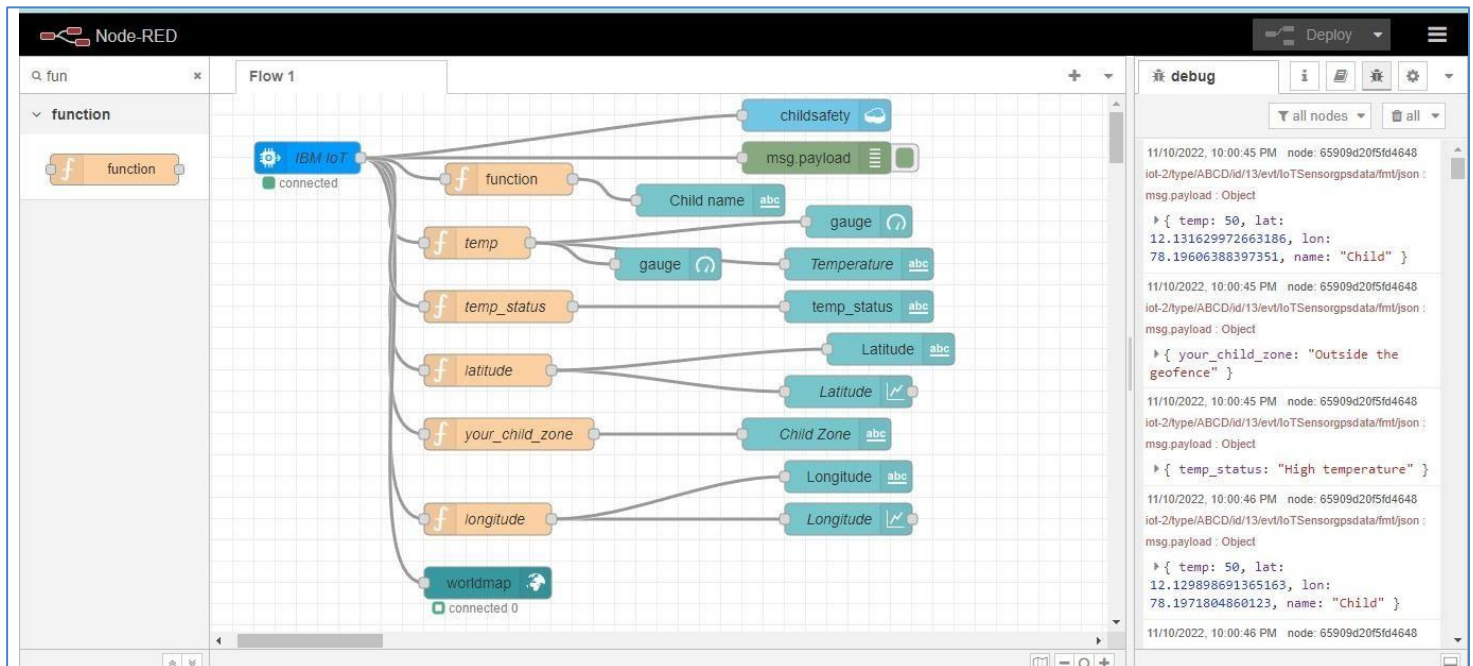 Node-RED
Deploy
fun
Flow 1
debug
function
all nodes
all
function
IBM IoT
connected
childsafety
msg.payload
function
Child name
temp
gauge
gauge
Temperature
temp_status
temp_status
latitude
Latitude
Latitude
your_child_zone
Child Zone
longitude
Longitude
Longitude
worldmap
connected 0
11/10/2022, 10:00:45 PM node: 65909d20f5fd4648
iot-2/type/ABCD/id/13/evt/IoTSensorgpsdata/fmt/json :
msg.payload : Object
{ temp: 50, lat:
12.131629972663186, lon:
78.19606388397351, name: "Child" }
11/10/2022, 10:00:45 PM node: 65909d20f5fd4648
iot-2/type/ABCD/id/13/evt/IoTSensorgpsdata/fmt/json :
msg.payload : Object
{ your_child_zone: "Outside the
geofence" }
11/10/2022, 10:00:45 PM node: 65909d20f5fd4648
iot-2/type/ABCD/id/13/evt/IoTSensorgpsdata/fmt/json :
msg.payload : Object
{ temp_status: "High temperature" }
11/10/2022, 10:00:46 PM node: 65909d20f5fd4648
iot-2/type/ABCD/id/13/evt/IoTSensorgpsdata/fmt/json :
msg.payload : Object
{ temp: 50, lat:
12.129898691365163, lon:
78.1971804860123, name: "Child" }
11/10/2022, 10:00:46 PM node: 65909d20f5fd4648